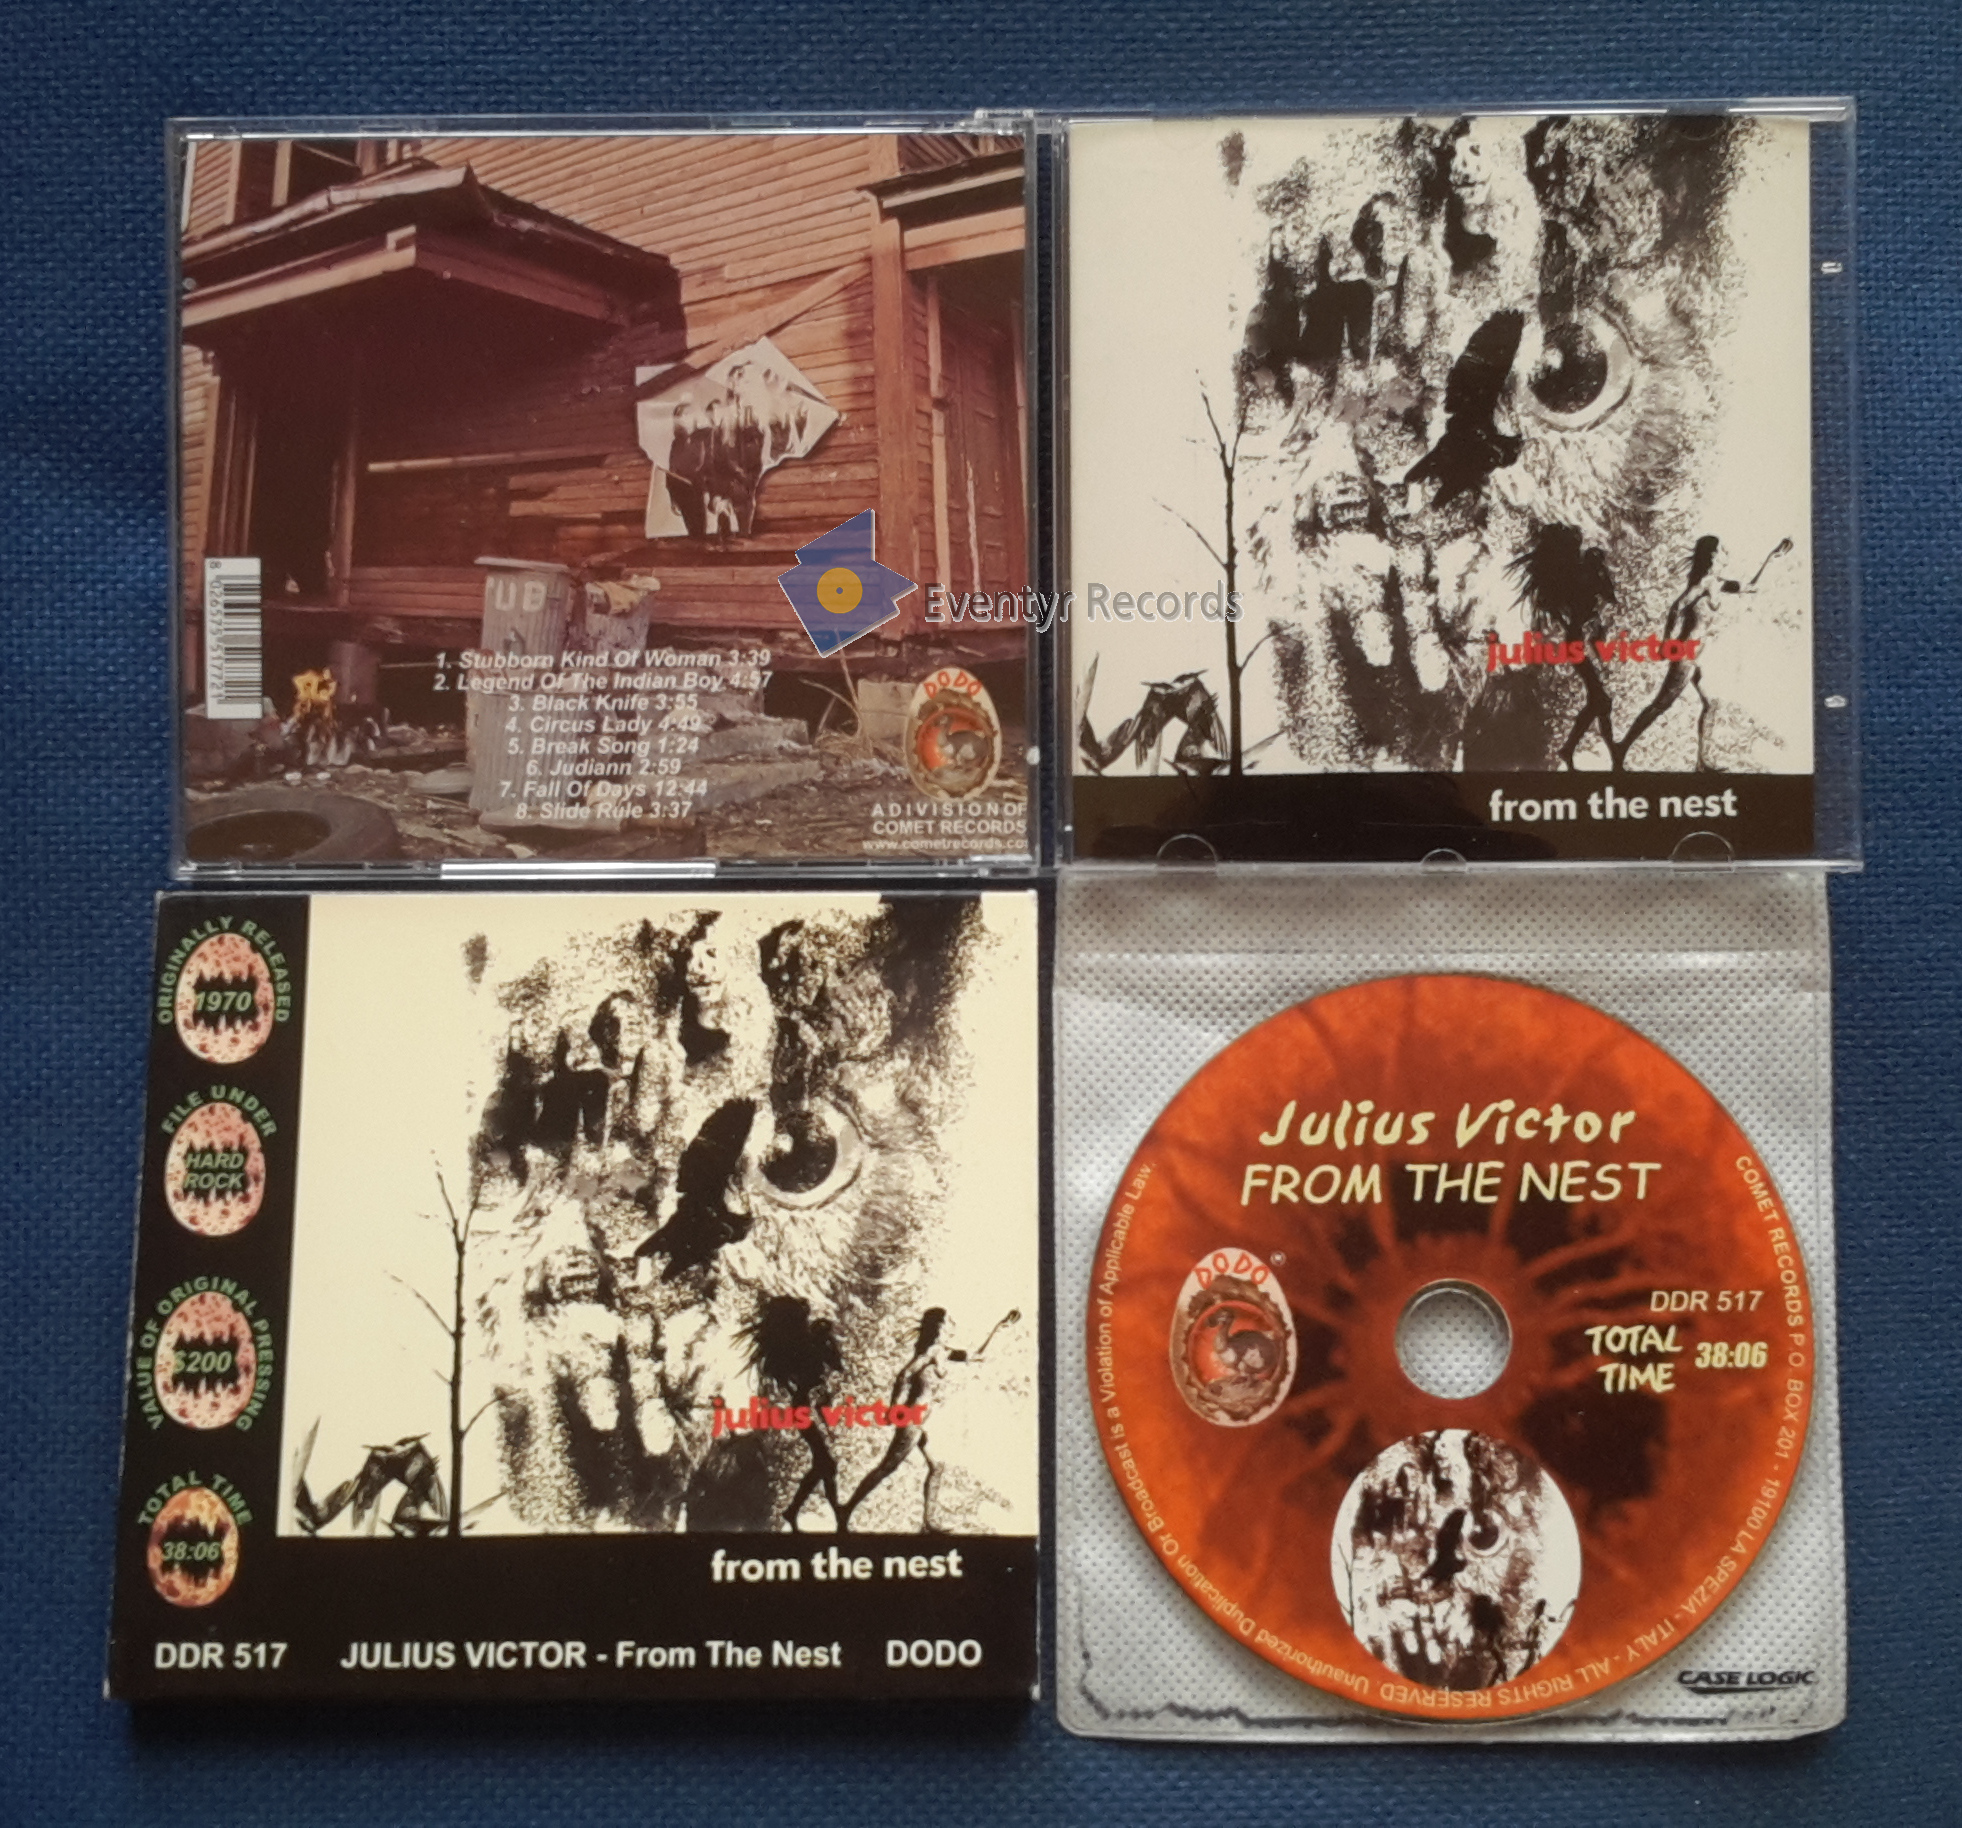 1. Stubborn Kind Of Woman 3:39
2. Legend Of The Indian Boy 4:57
3. Black Knife 3:55
4. Circus Lady 4:49
5. Break Song 1:24
6. Judiann 2:59
7. Fall Of Days 12:44
8. Slide Rule 3:37
DODO
A DIVISION OF
COMET RECORDS
www.cometrecords.co
Eventyr Records
julius victor
from the nest
ORIGINALLY RELEASED
1970
FILE UNDER
HARD
ROCK
VALUE OF ORIGINAL PRESSING
$200
TOTAL TIME
38:06
julius victor
from the nest
DDR 517 JULIUS VICTOR - From The Nest DODO
Julius Victor
FROM THE NEST
DODO
®
DDR 517
TOTAL
TIME 38:06
COMET RECORDS P.O. BOX 201 - 19100 LA SPEZIA - ITALY - ALL RIGHTS RESERVED. Unauthorized Duplication Or Broadcast is a Violation of Applicable Law.
CASE LOGIC